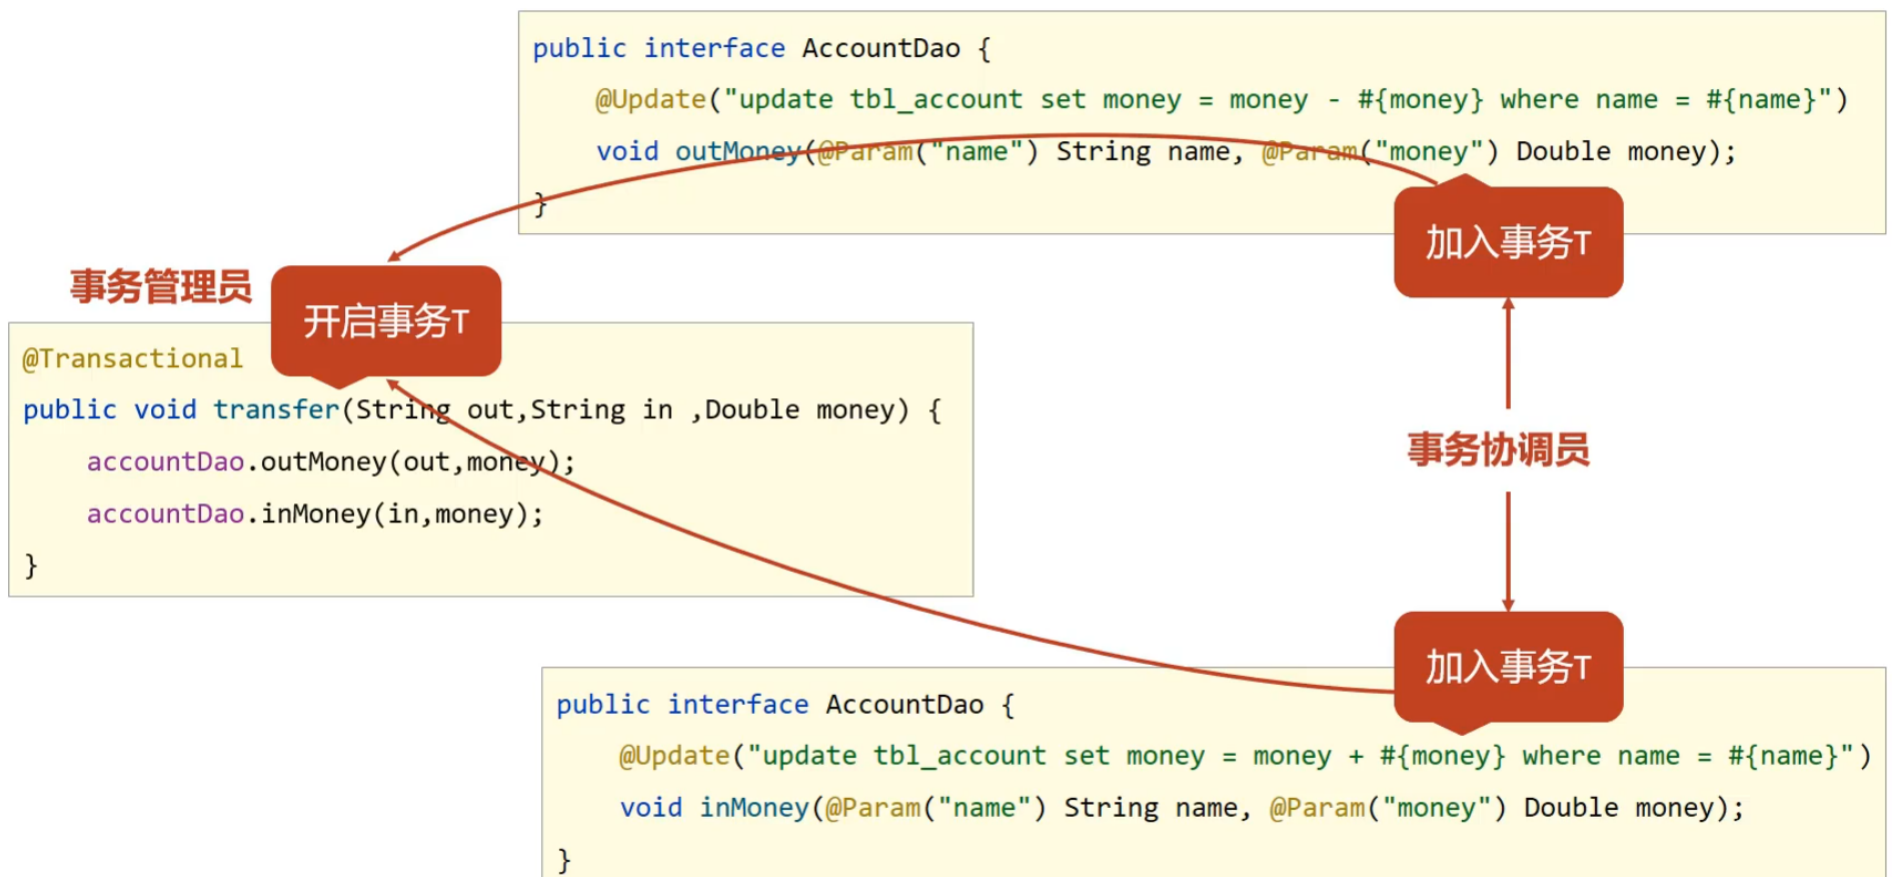 public interface AccountDao {
@Update("update tbl_account set money = money - #{money} where name = #{name}")
void outMoney(@Param("name") String name, @Param("money") Double money);
}
加入事务T
事务管理员
开启事务T
@Transactional
public void transfer(String out,String in ,Double money) {
accountDao.outMoney(out,money);
accountDao.inMoney(in,money);
}
事务协调员
加入事务T
public interface AccountDao {
@Update("update tbl_account set money = money + #{money} where name = #{name}")
void inMoney(@Param("name") String name, @Param("money") Double money);
}